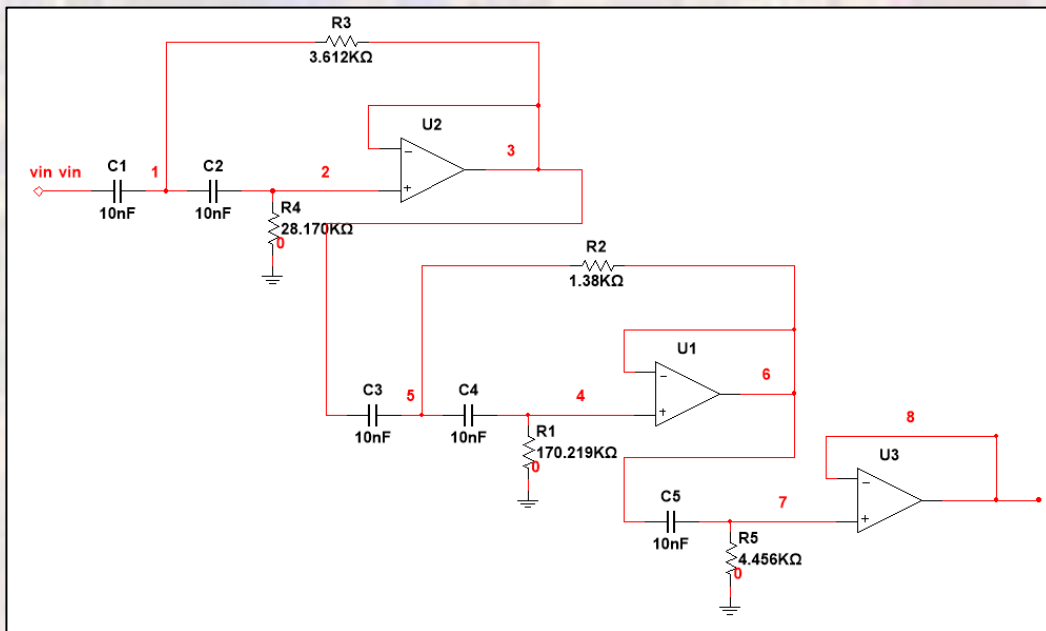 R3
3.612KΩ
U2
3
vin vin
C1
1
C2
2
10nF
10nF
R4
28.170KΩ
0
R2
1.38KΩ
U1
6
C3
5
C4
4
10nF
10nF
R1
170.219KΩ
0
8
U3
C5
7
10nF
R5
4.456KΩ
0